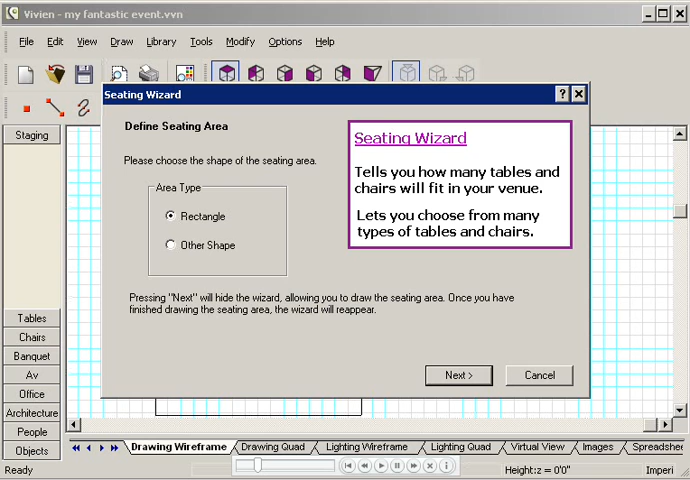 Vivien - my fantastic event.vvn
File Edit View Draw Library Tools Modify Options Help
Seating Wizard
Staging
Define Seating Area
Please choose the shape of the seating area.
Area Type
Rectangle
Other Shape
Seating Wizard
Tells you how many tables and
chairs will fit in your venue.
Lets you choose from many
types of tables and chairs.
Pressing "Next" will hide the wizard, allowing you to draw the seating area. Once you have
finished drawing the seating area, the wizard will reappear.
Next > Cancel
Tables
Chairs
Banquet
Av
Office
Architecture
People
Objects
Drawing Wireframe Drawing Quad Lighting Wireframe Lighting Quad Virtual View Images Spreadshee
Ready Height:z = 0'0" Imperi